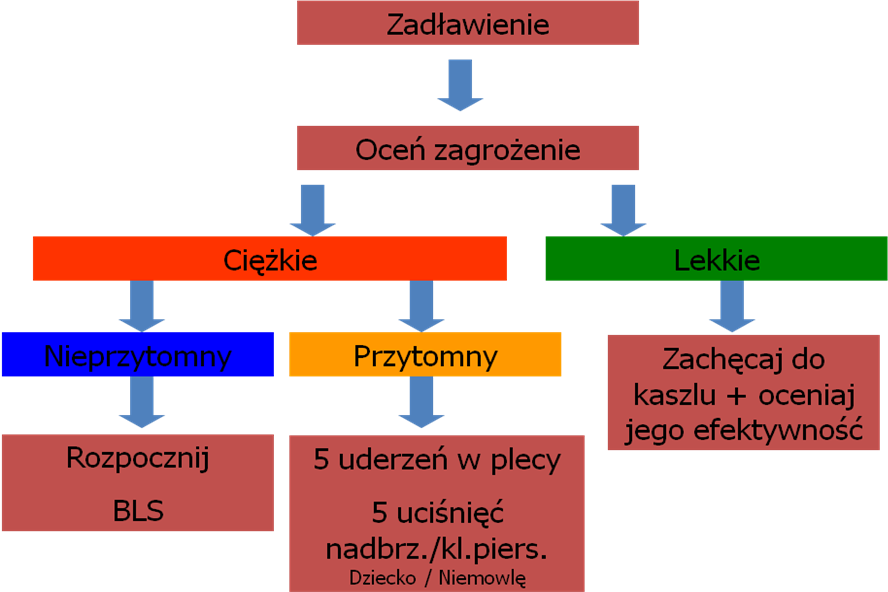 Zadławienie
Oceń zagrożenie
Ciężkie
Lekkie
Nieprzytomny
Przytomny
Zachęcaj do
kaszlu + oceniaj
jego efektywność
Rozpocznij
BLS
5 uderzeń w plecy
5 uciśnięć
nadbrz./kl.piers.
Dziecko / Niemowlę